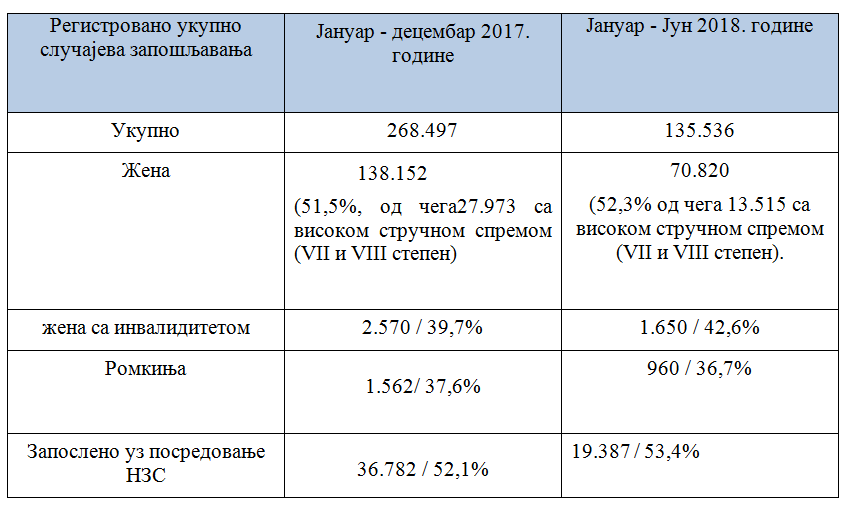 Регистровано укупно
случајева запошљавања
Јануар - децембар 2017.
године
Јануар - Јун 2018. године
Укупно
268.497
135.536
Жена
138.152
(51,5%, од чега27.973 са
високом стручном спремом
(VII и VIII степен)
70.820
(52,3% од чега 13.515 са
високом стручном спремом
(VII и VIII степен).
жена са инвалидитетом
2.570 / 39,7%
1.650 / 42,6%
Ромкиња
1.562/ 37,6%
960 / 36,7%
Запослено уз посредовање
НЗС
36.782 / 52,1%
19.387 / 53,4%